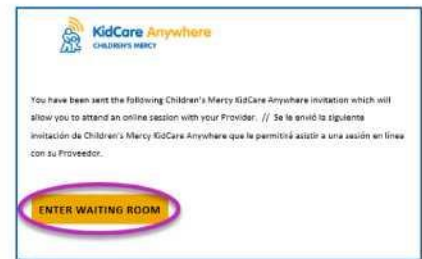 KidCare Anywhere
CHILDREN'S MERCY
You have been sent the following Children's Mercy KidCare Anywhere invitation which will
allow you to attend an online session with your Provider. // Se le envió la siguiente
invitación de Children's Mercy KidCare Anywhere que le permitirá asistir a una sesión en línea
con su Proveedor.
ENTER WAITING ROOM